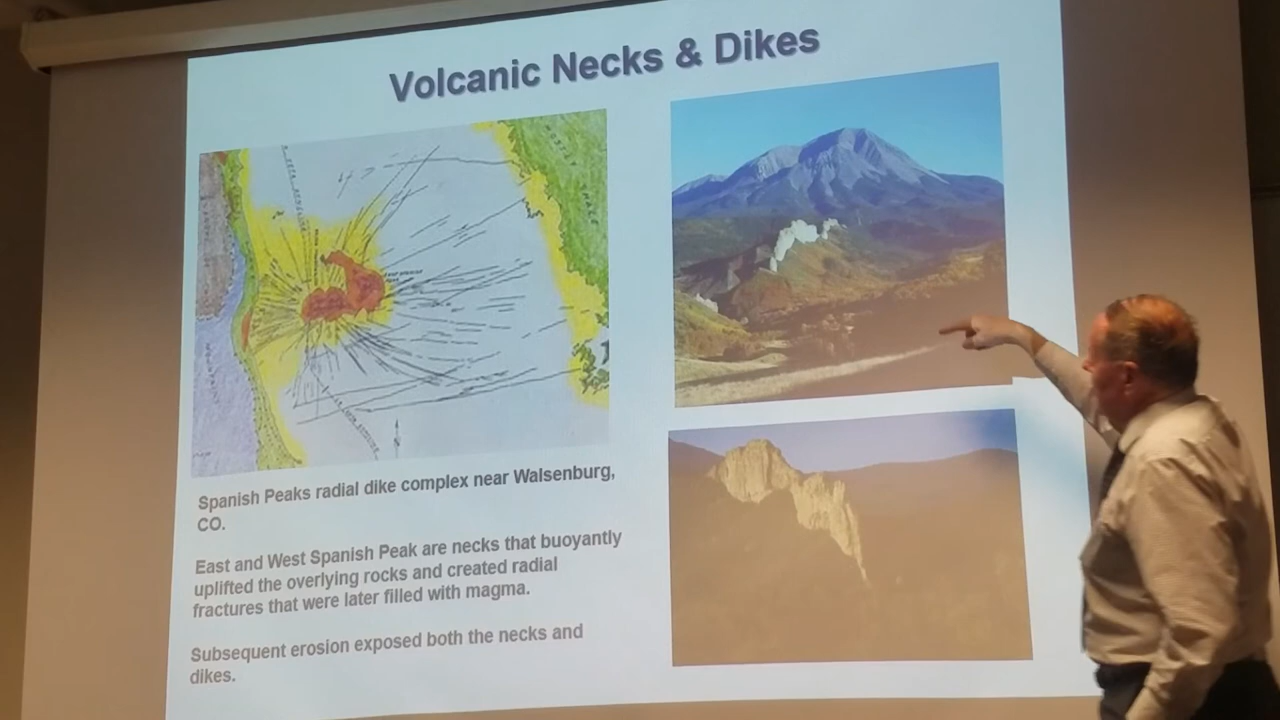 Volcanic Necks & Dikes
Spanish Peaks radial dike complex near Walsenburg,
CO.
East and West Spanish Peak are necks that buoyantly
uplifted the overlying rocks and created radial
fractures that were later filled with magma.
Subsequent erosion exposed both the necks and
dikes.